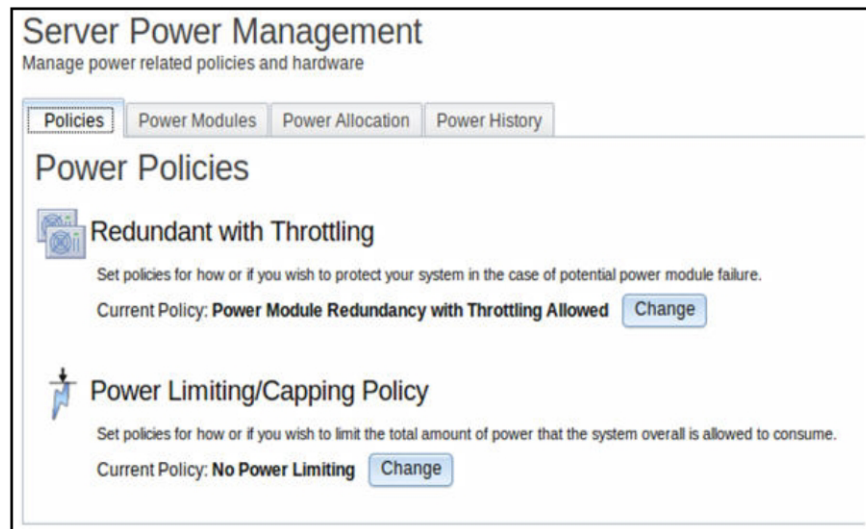 Server Power Management
Manage power related policies and hardware
Policies Power Modules Power Allocation Power History
Power Policies
Redundant with Throttling
Set policies for how or if you wish to protect your system in the case of potential power module failure.
Current Policy: Power Module Redundancy with Throttling Allowed Change
Power Limiting/Capping Policy
Set policies for how or if you wish to limit the total amount of power that the system overall is allowed to consume.
Current Policy: No Power Limiting Change